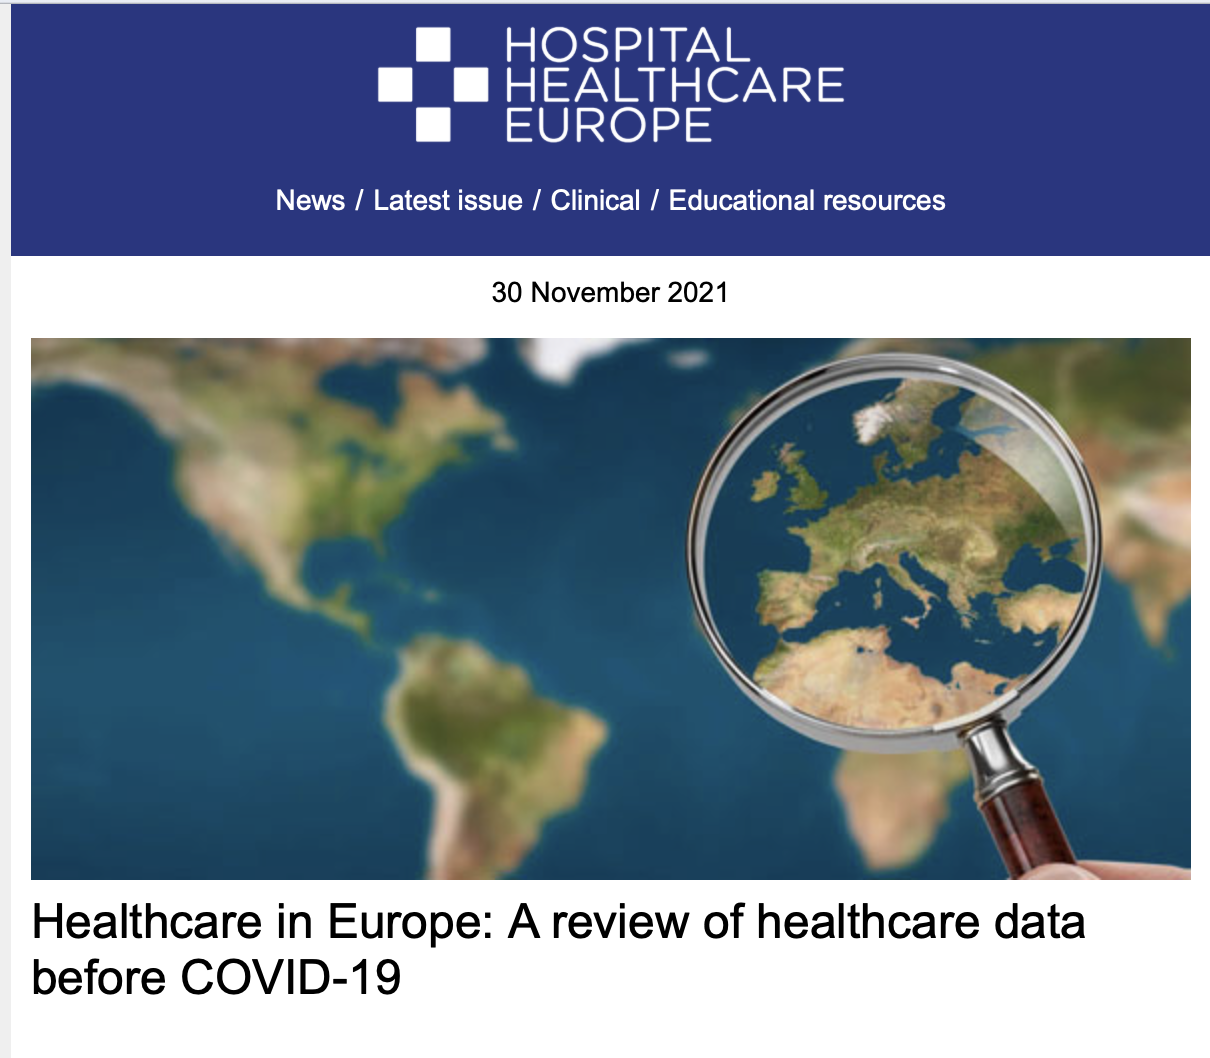 HOSPITAL
HEALTHCARE
EUROPE
News / Latest issue / Clinical / Educational resources
30 November 2021
Healthcare in Europe: A review of healthcare data
before COVID-19